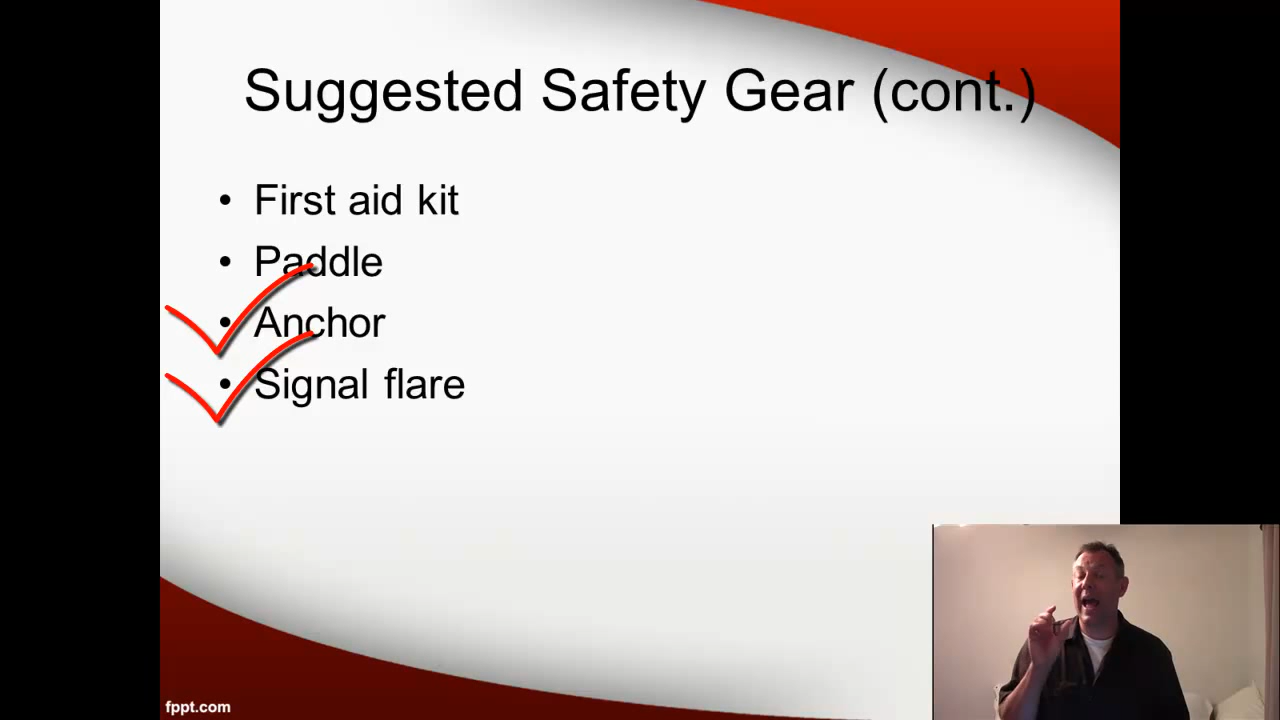 Suggested Safety Gear (cont.)
• First aid kit
• Paddle
• Anchor
• Signal flare
fppt.com